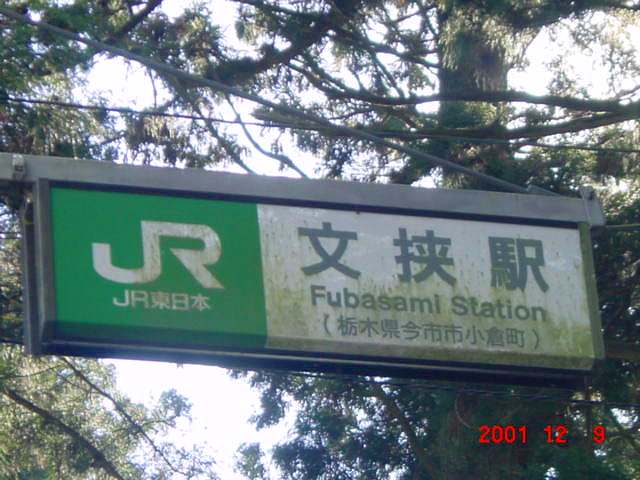 JR
JR東日本
文挟駅
Fubasami Station
(栃木県今市市小倉町)
2001 12 9